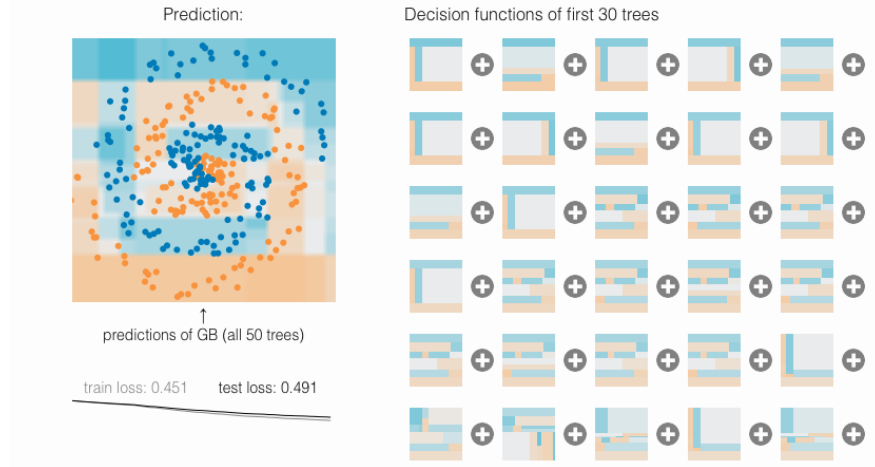 Prediction:
Decision functions of first 30 trees
predictions of GB (all 50 trees)
train loss: 0.451 test loss: 0.491